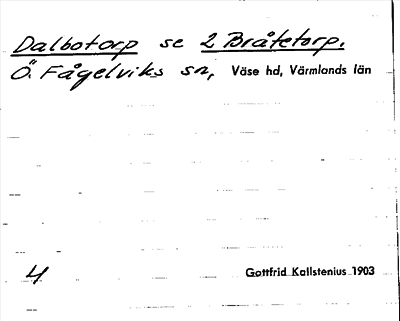 Dalbotorp se 2 Bråtetorp.
Ö. Fågelviks sn, Väse hd, Värmlands län
4 Gottfrid Kallstenius 1903